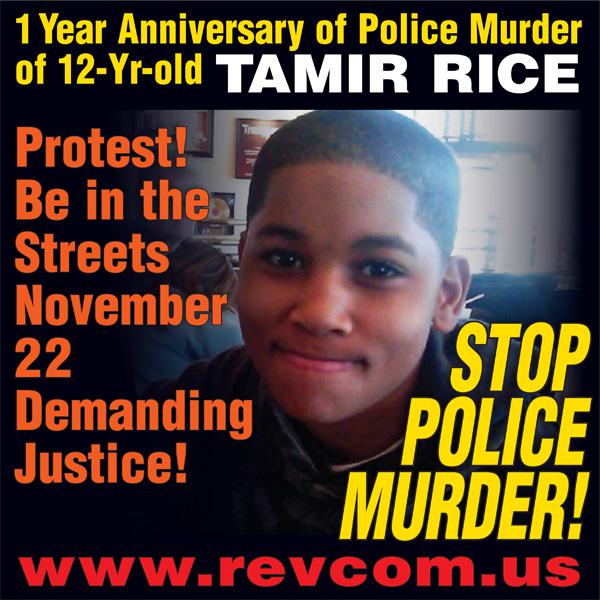 1 Year Anniversary of Police Murder
of 12-Yr-old TAMIR RICE
Protest!
Be in the
Streets
November
22
Demanding
Justice!
STOP
POLICE
MURDER!
www.revcom.us